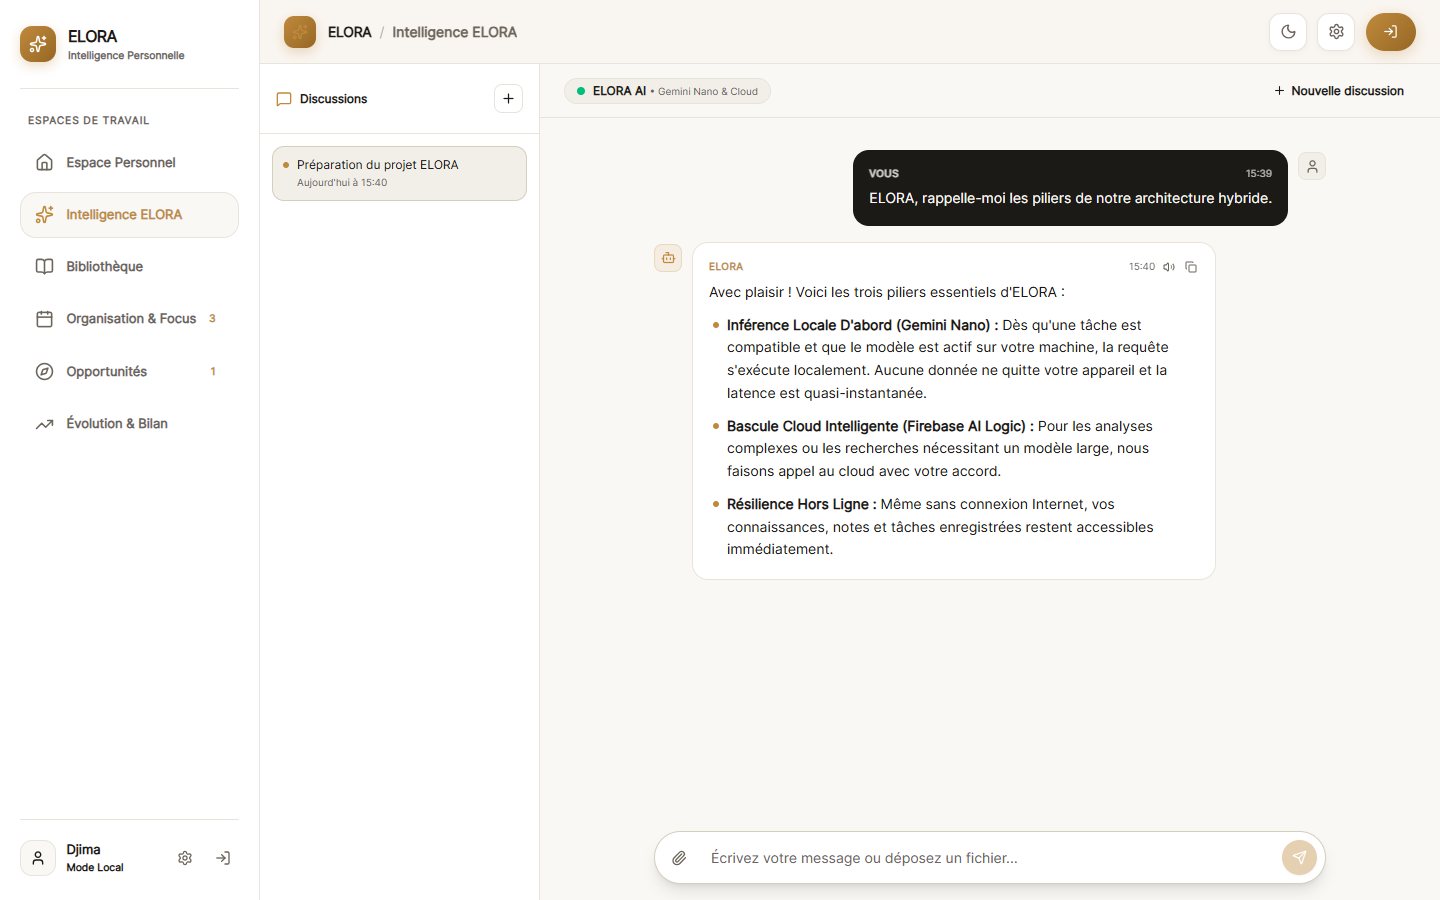 ELORA
Intelligence Personnelle
ESPACES DE TRAVAIL
Espace Personnel
Intelligence ELORA
Bibliothèque
Organisation & Focus 3
Opportunités 1
Évolution & Bilan
Djima
Mode Local
ELORA / Intelligence ELORA
Discussions
Préparation du projet ELORA
Aujourd'hui à 15:40
ELORA AI • Gemini Nano & Cloud
+ Nouvelle discussion
VOUS 15:39
ELORA, rappelle-moi les piliers de notre architecture hybride.
ELORA 15:40
Avec plaisir ! Voici les trois piliers essentiels d'ELORA :
• Inférence Locale D'abord (Gemini Nano) : Dès qu'une tâche est
compatible et que le modèle est actif sur votre machine, la requête
s'exécute localement. Aucune donnée ne quitte votre appareil et la
latence est quasi-instantanée.
• Bascule Cloud Intelligente (Firebase AI Logic) : Pour les analyses
complexes ou les recherches nécessitant un modèle large, nous
faisons appel au cloud avec votre accord.
• Résilience Hors Ligne : Même sans connexion Internet, vos
connaissances, notes et tâches enregistrées restent accessibles
immédiatement.
Écrivez votre message ou déposez un fichier...